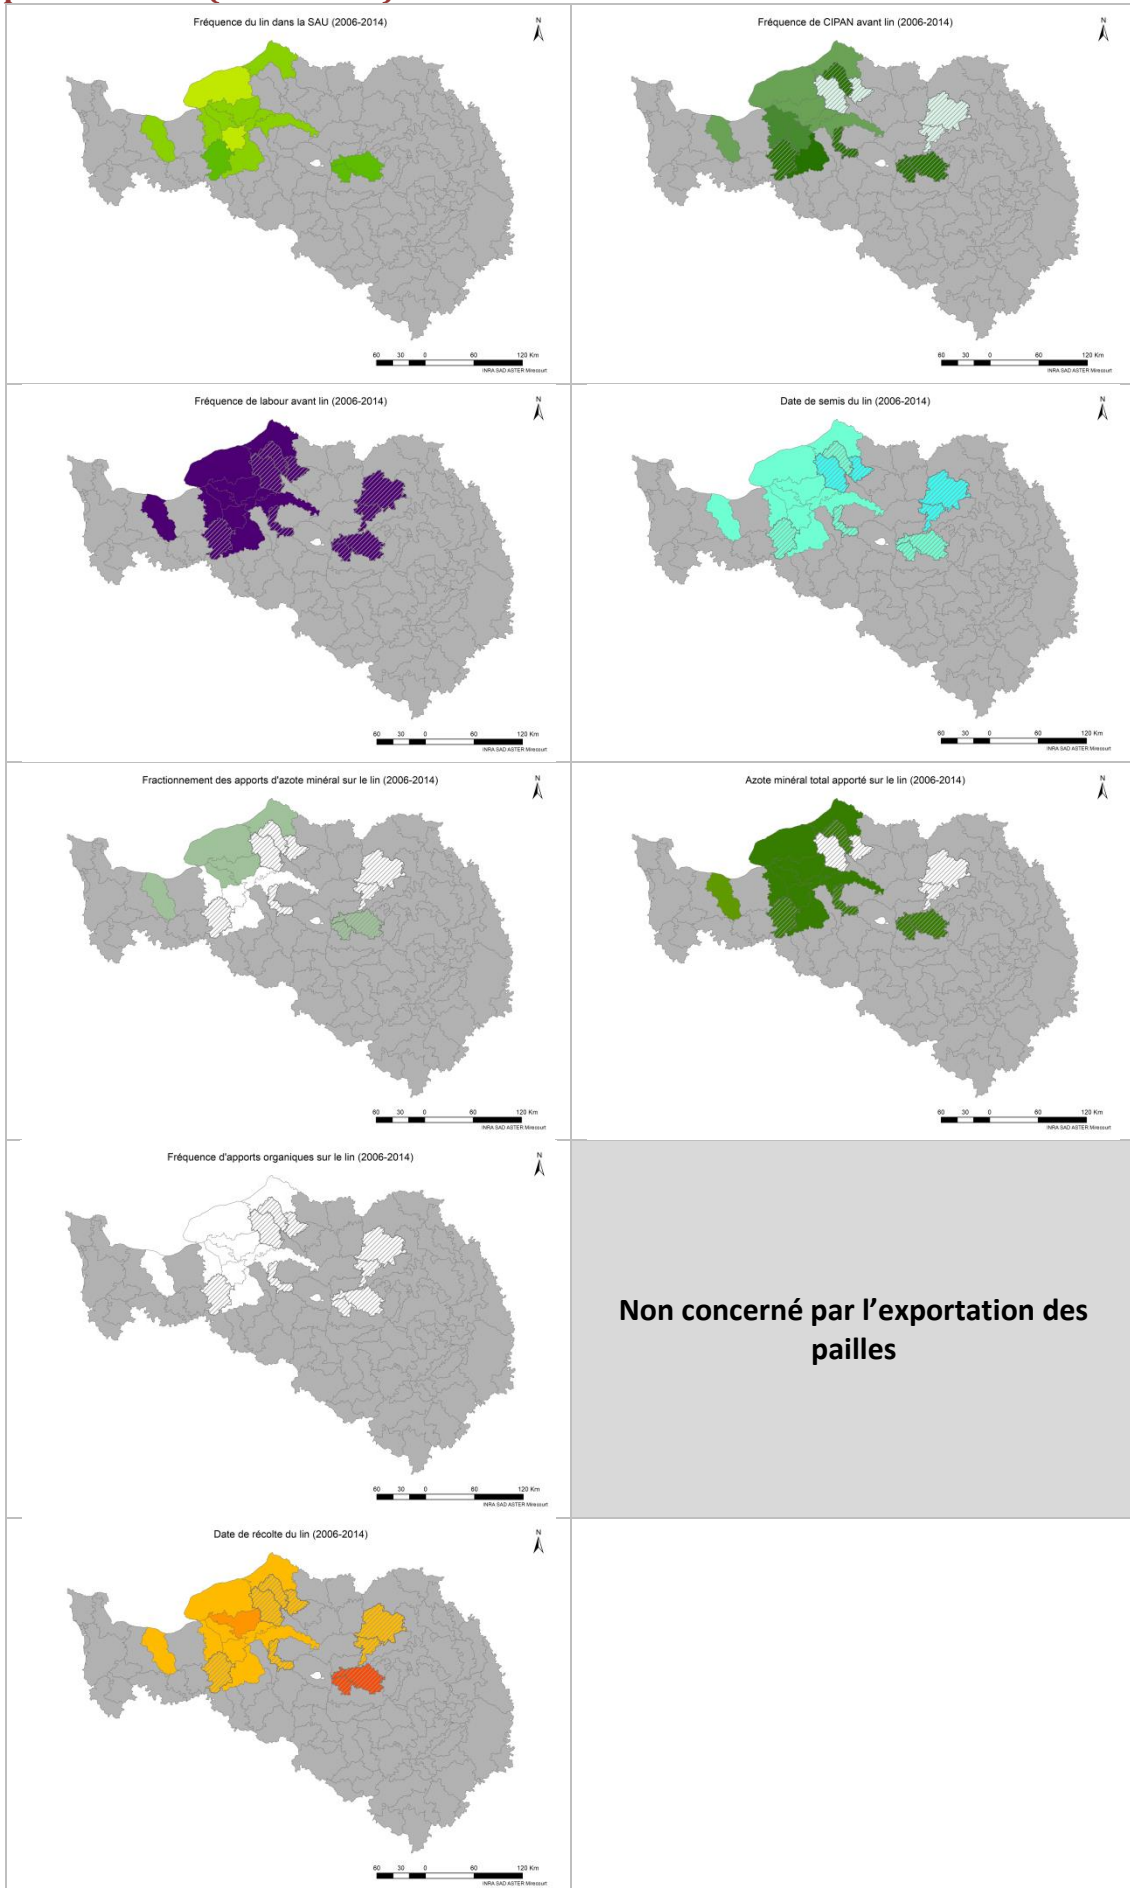 Fréquence du lin dans la SAU (2006-2014)
N
60 30 0 60 120 Km
INRA SAD ASTER Mirecourt
Fréquence de CIPAN avant lin (2006-2014)
N
60 30 0 60 120 Km
INRA SAD ASTER Mirecourt
Fréquence de labour avant lin (2006-2014)
N
60 30 0 60 120 Km
INRA SAD ASTER Mirecourt
Date de semis du lin (2006-2014)
N
60 30 0 60 120 Km
INRA SAD ASTER Mirecourt
Fractionnement des apports d'azote minéral sur le lin (2006-2014)
N
60 30 0 60 120 Km
INRA SAD ASTER Mirecourt
Azote minéral total apporté sur le lin (2006-2014)
N
60 30 0 60 120 Km
INRA SAD ASTER Mirecourt
Fréquence d'apports organiques sur le lin (2006-2014)
N
60 30 0 60 120 Km
INRA SAD ASTER Mirecourt
Non concerné par l'exportation des
pailles
Date de récolte du lin (2006-2014)
N
60 30 0 60 120 Km
INRA SAD ASTER Mirecourt